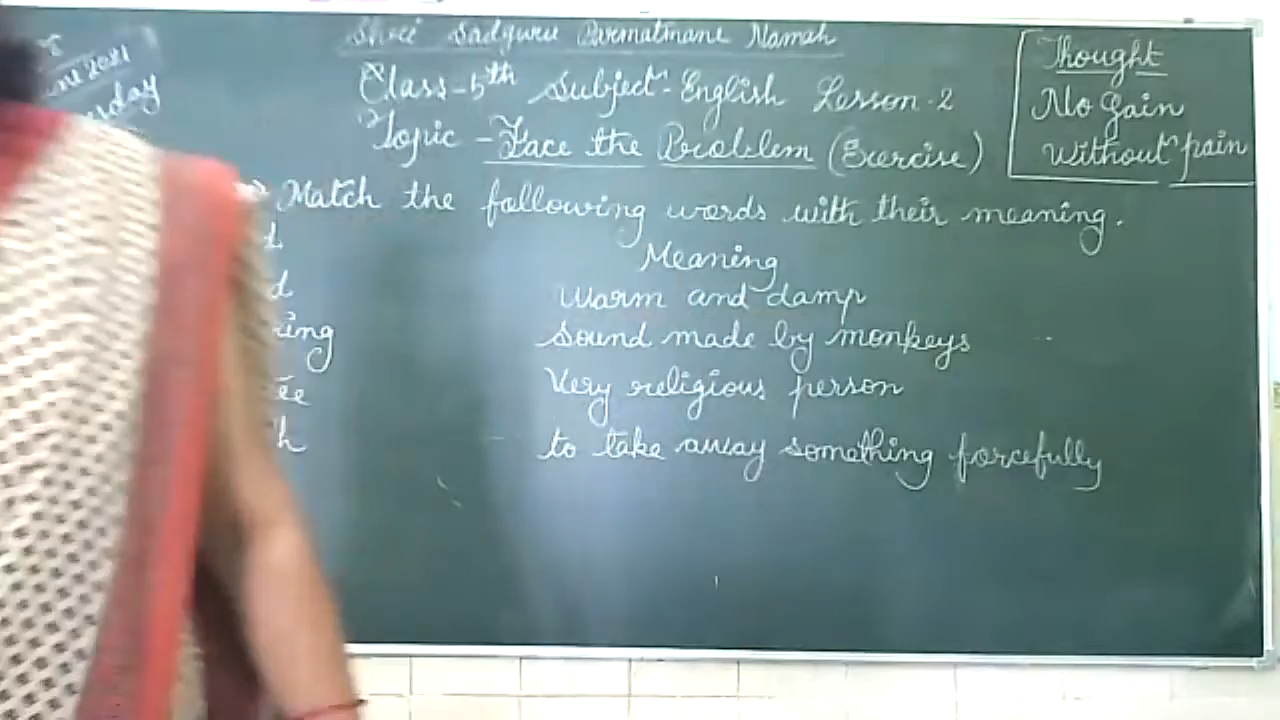 2021
Shree Sadguru Parmatmane Namah
Class-5th Subject-English Lesson-2
Topic-Face the Problem (Exercise)
Thought
No Gain
Without pain
Match the following words with their meaning.
Meaning
Warm and damp
Sound made by monkeys
Very religious person
to take away something forcefully